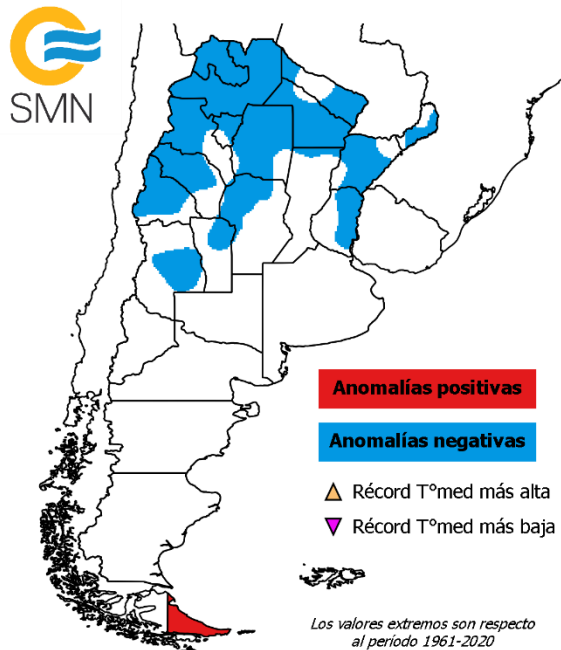 SMN
Anomalías positivas
Anomalías negativas
Récord T°med más alta
Récord T°med más baja
Los valores extremos son respecto
al período 1961-2020